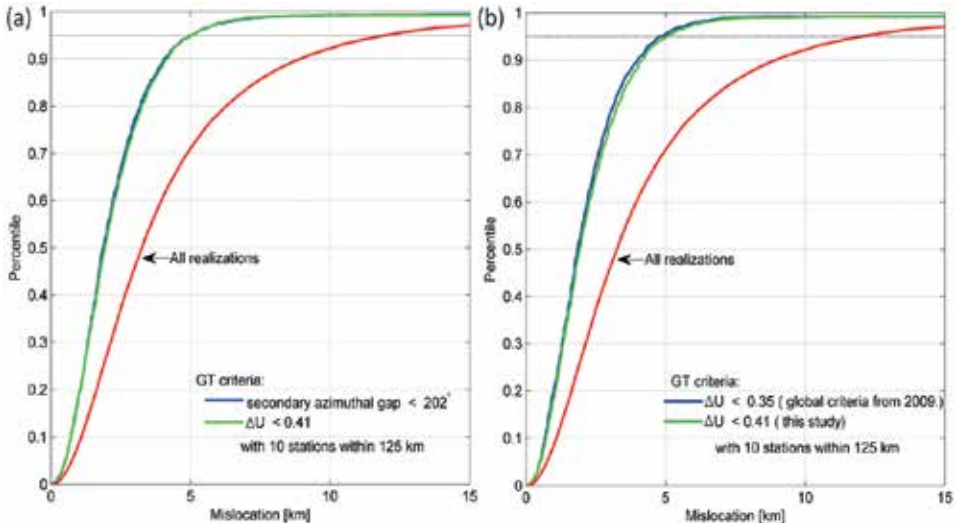 (a)
1
0.9
0.8
0.7
0.6
0.5
0.4
0.3
0.2
0.1
0
Percentile
All realizations
GT criteria:
secondary azimuthal gap < 202°
ΔU < 0.41
with 10 stations within 125 km
0 5 10 15
Mislocation [km]
(b)
1
0.9
0.8
0.7
0.6
0.5
0.4
0.3
0.2
0.1
0
Percentile
All realizations
GT criteria:
ΔU < 0.35 ( global criteria from 2009.)
ΔU < 0.41 ( this study)
with 10 stations within 125 km
0 5 10 15
Mislocation [km]